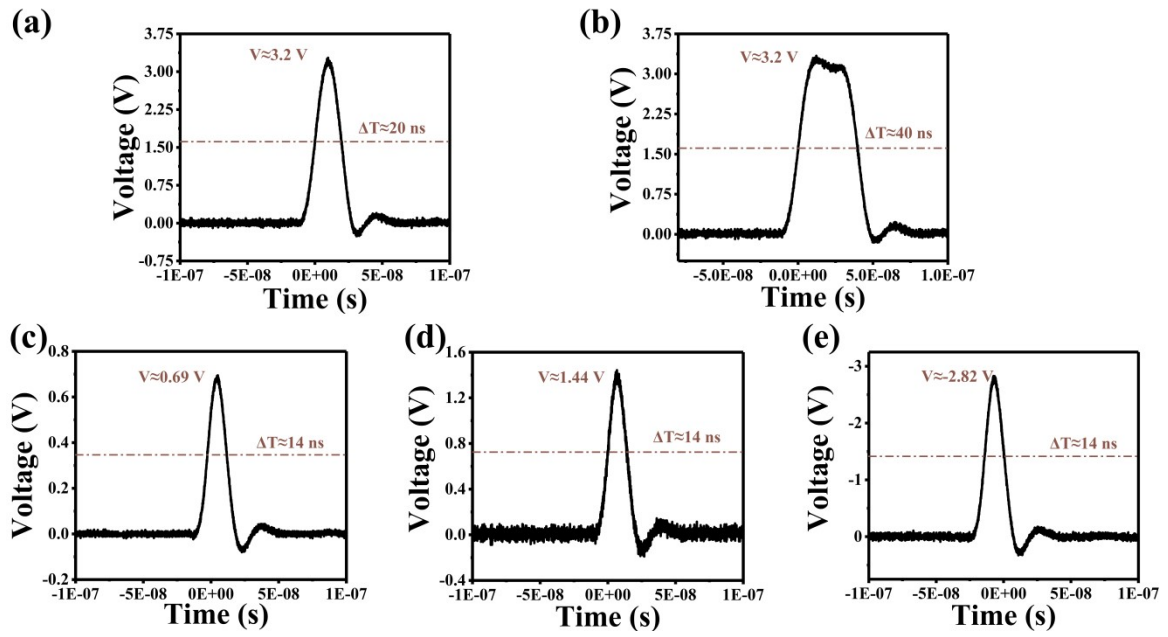 (a)
3.75
3.00
2.25
1.50
0.75
0.00
-0.75
Voltage (V)
V≈3.2 V
ΔT≈20 ns
-1E-07 -5E-08 0E+00 5E-08 1E-07
Time (s)
(b)
3.75
3.00
2.25
1.50
0.75
0.00
Voltage (V)
V≈3.2 V
ΔT≈40 ns
-5.0E-08 0.0E+00 5.0E-08 1.0E-07
Time (s)
(c)
0.8
0.6
0.4
0.2
0.0
-0.2
Voltage (V)
V≈0.69 V
ΔT≈14 ns
-1E-07 -5E-08 0E+00 5E-08 1E-07
Time (s)
(d)
1.6
1.2
0.8
0.4
0.0
-0.4
Voltage (V)
V≈1.44 V
ΔT≈14 ns
-1E-07 -5E-08 0E+00 5E-08 1E-07
Time (s)
(e)
-3
-2
-1
0
Voltage (V)
V≈-2.82 V
ΔT≈14 ns
-1E-07 -5E-08 0E+00 5E-08 1E-07
Time (s)